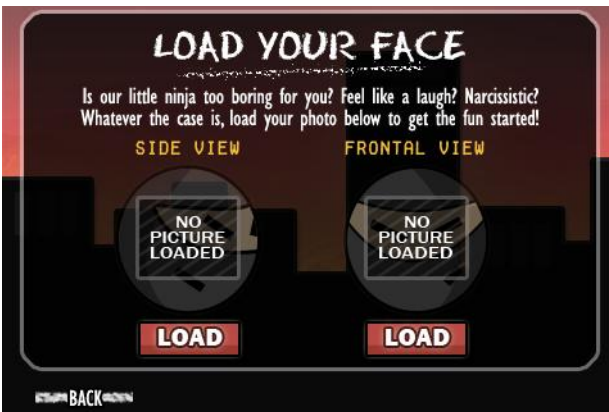 LOAD YOUR FACE
Is our little ninja too boring for you? Feel like a laugh? Narcissistic?
Whatever the case is, load your photo below to get the fun started!
SIDE VIEW
FRONTAL VIEW
NO
PICTURE
LOADED
NO
PICTURE
LOADED
LOAD
LOAD
BACK